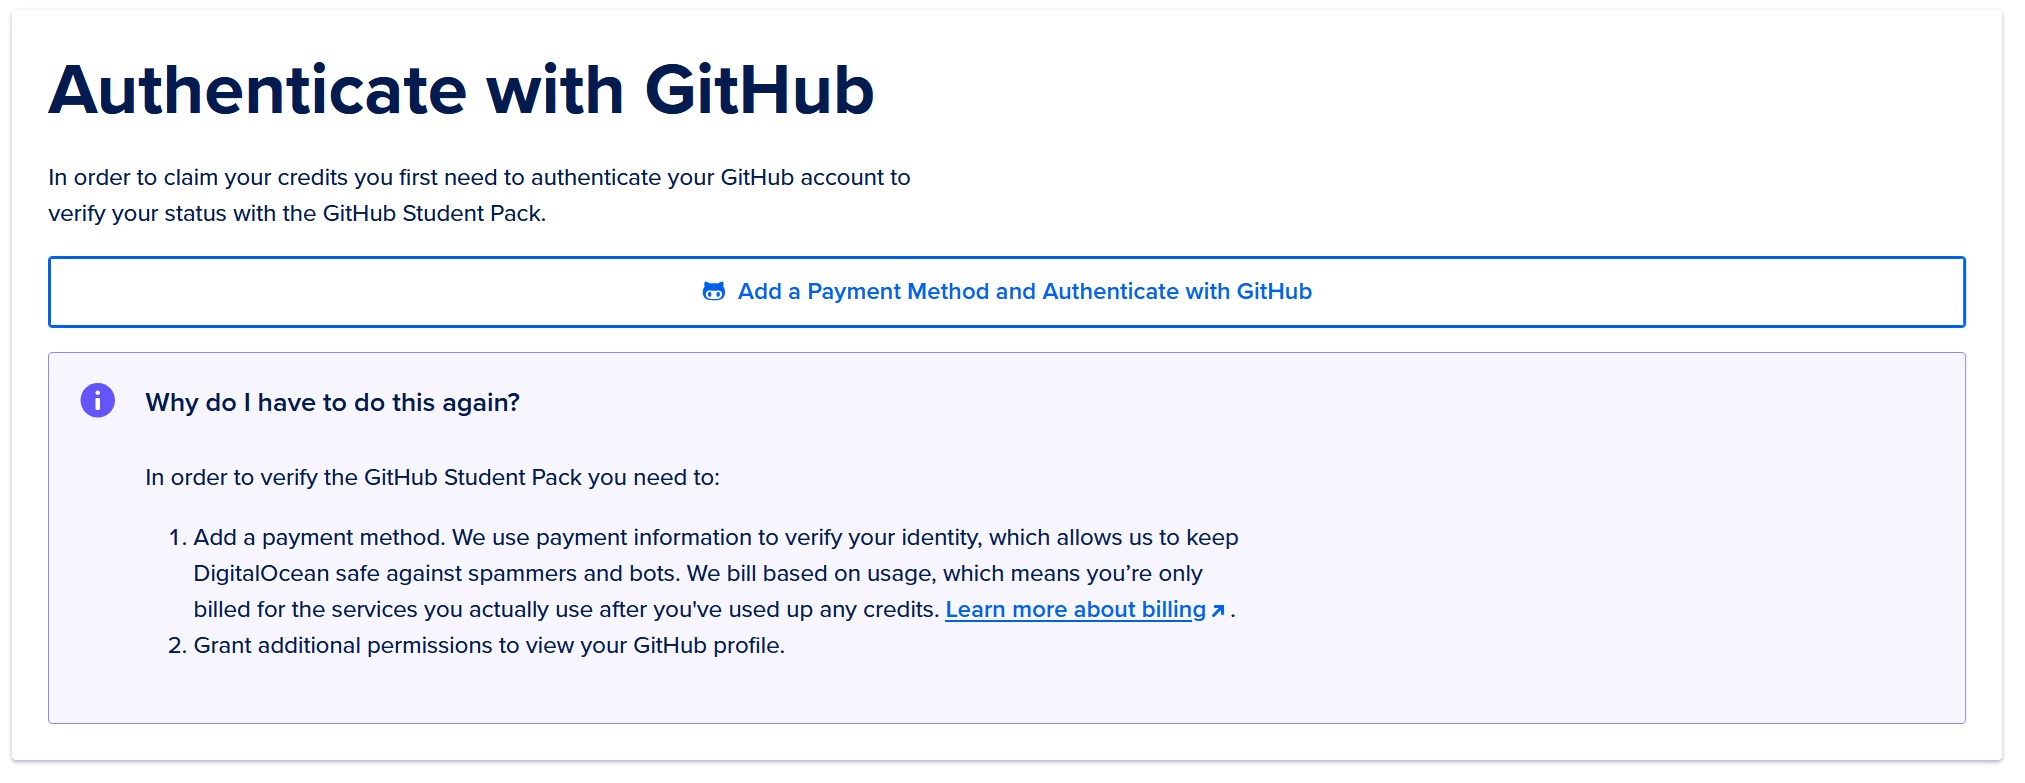 Authenticate with GitHub
In order to claim your credits you first need to authenticate your GitHub account to
verify your status with the GitHub Student Pack.
Add a Payment Method and Authenticate with GitHub
Why do I have to do this again?
In order to verify the GitHub Student Pack you need to:
1. Add a payment method. We use payment information to verify your identity, which allows us to keep
DigitalOcean safe against spammers and bots. We bill based on usage, which means you’re only
billed for the services you actually use after you've used up any credits. Learn more about billing.
2. Grant additional permissions to view your GitHub profile.